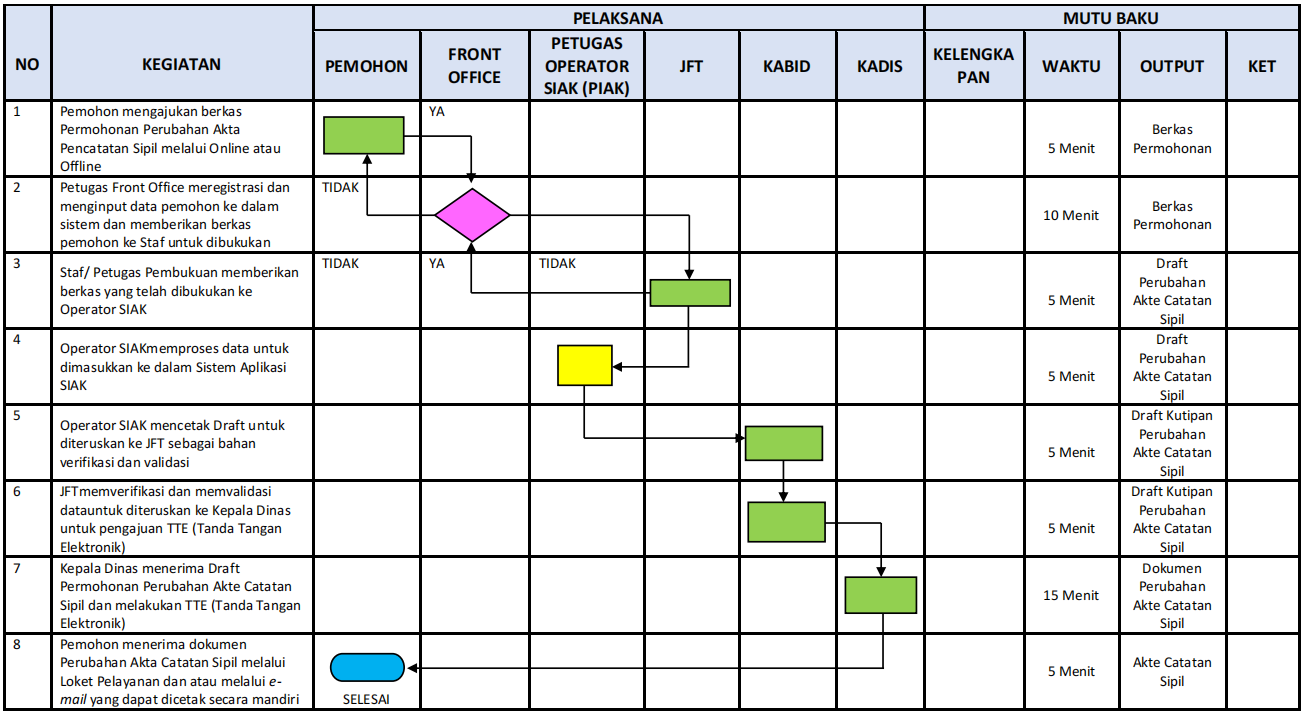 PELAKSANA
MUTU BAKU
NO
KEGIATAN
PEMOHON
FRONT
OFFICE
PETUGAS
OPERATOR
SIAK (PIAK)
JFT
KABID
KADIS
KELENGKA
PAN
WAKTU
OUTPUT
KET
1
Pemohon mengajukan berkas
Permohonan Perubahan Akta
Pencatatan Sipil melalui Online atau
Offline
YA
5 Menit
Berkas
Permohonan
2
Petugas Front Office meregistrasi dan
menginput data pemohon ke dalam
sistem dan memberikan berkas
pemohon ke Staf untuk dibukukan
TIDAK
10 Menit
Berkas
Permohonan
3
Staf/ Petugas Pembukuan memberikan
berkas yang telah dibukukan ke
Operator SIAK
TIDAK
YA
TIDAK
5 Menit
Draft
Perubahan
Akte Catatan
Sipil
4
Operator SIAKmemproses data untuk
dimasukkan ke dalam Sistem Aplikasi
SIAK
5 Menit
Draft
Perubahan
Akte Catatan
Sipil
5
Operator SIAK mencetak Draft untuk
diteruskan ke JFT sebagai bahan
verifikasi dan validasi
5 Menit
Draft Kutipan
Perubahan
Akte Catatan
Sipil
6
JFTmemverifikasi dan memvalidasi
datauntuk diteruskan ke Kepala Dinas
untuk pengajuan TTE (Tanda Tangan
Elektronik)
5 Menit
Draft Kutipan
Perubahan
Akte Catatan
Sipil
7
Kepala Dinas menerima Draft
Permohonan Perubahan Akte Catatan
Sipil dan melakukan TTE (Tanda Tangan
Elektronik)
15 Menit
Dokumen
Perubahan
Akte Catatan
Sipil
8
Pemohon menerima dokumen
Perubahan Akta Catatan Sipil melalui
Loket Pelayanan dan atau melalui e-
mail yang dapat dicetak secara mandiri
SELESAI
5 Menit
Akte Catatan
Sipil